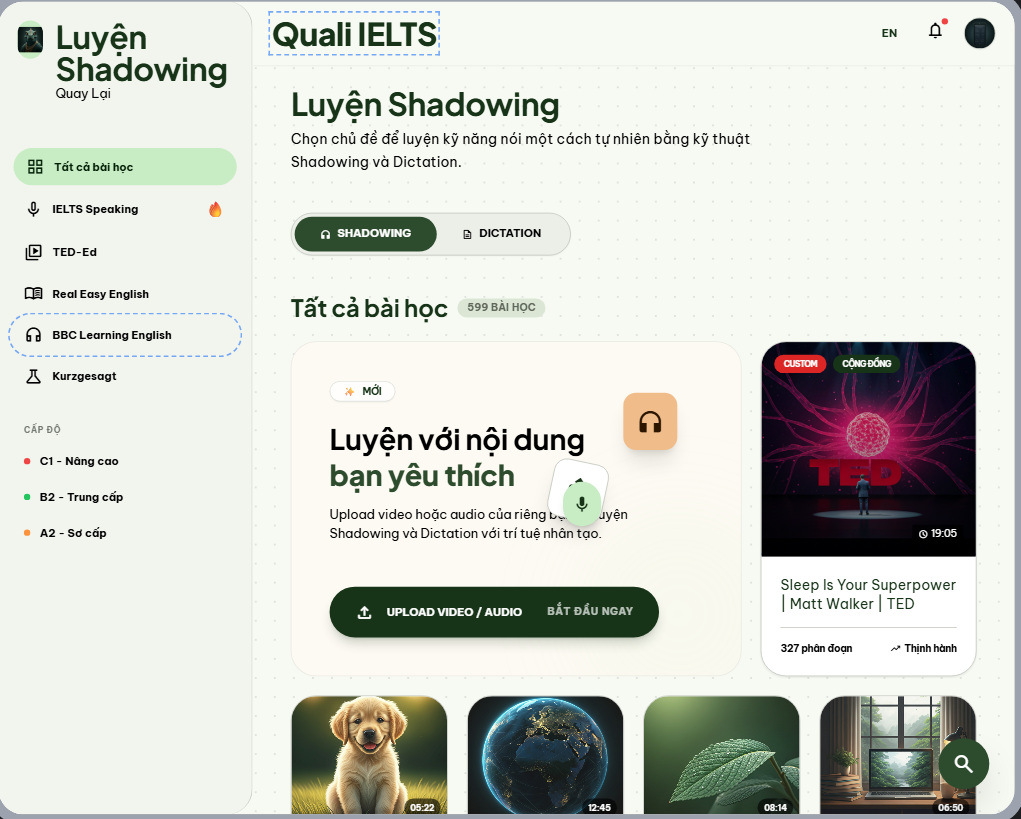 Luyện
Shadowing
Quay Lại
Tất cả bài học
IELTS Speaking
TED-Ed
Real Easy English
BBC Learning English
Kurzgesagt
CẤP ĐỘ
C1 - Nâng cao
B2 - Trung cấp
A2 - Sơ cấp
Quali IELTS
EN
Luyện Shadowing
Chọn chủ đề để luyện kỹ năng nói một cách tự nhiên bằng kỹ thuật
Shadowing và Dictation.
SHADOWING
DICTATION
Tất cả bài học
599 BÀI HỌC
MỚI
Luyện với nội dung
bạn yêu thích
Upload video hoặc audio của riêng
Shadowing và Dictation với trí tuệ nhân tạo.
UPLOAD VIDEO / AUDIO
BẮT ĐẦU NGAY
CUSTOM
CỘNG ĐỒNG
TED
19:05
Sleep Is Your Superpower
| Matt Walker | TED
327 phân đoạn
Thịnh hành
05:22
12:45
08:14
06:50